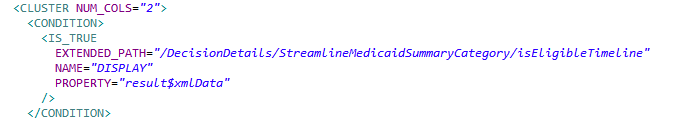 <CLUSTER NUM_COLS="2">
<CONDITION>
<IS_TRUE
EXTENDED_PATH="/DecisionDetails/StreamlineMedicaidSummaryCategory/isEligibleTimeline"
NAME="DISPLAY"
PROPERTY="result$xmlData"
/>
</CONDITION>